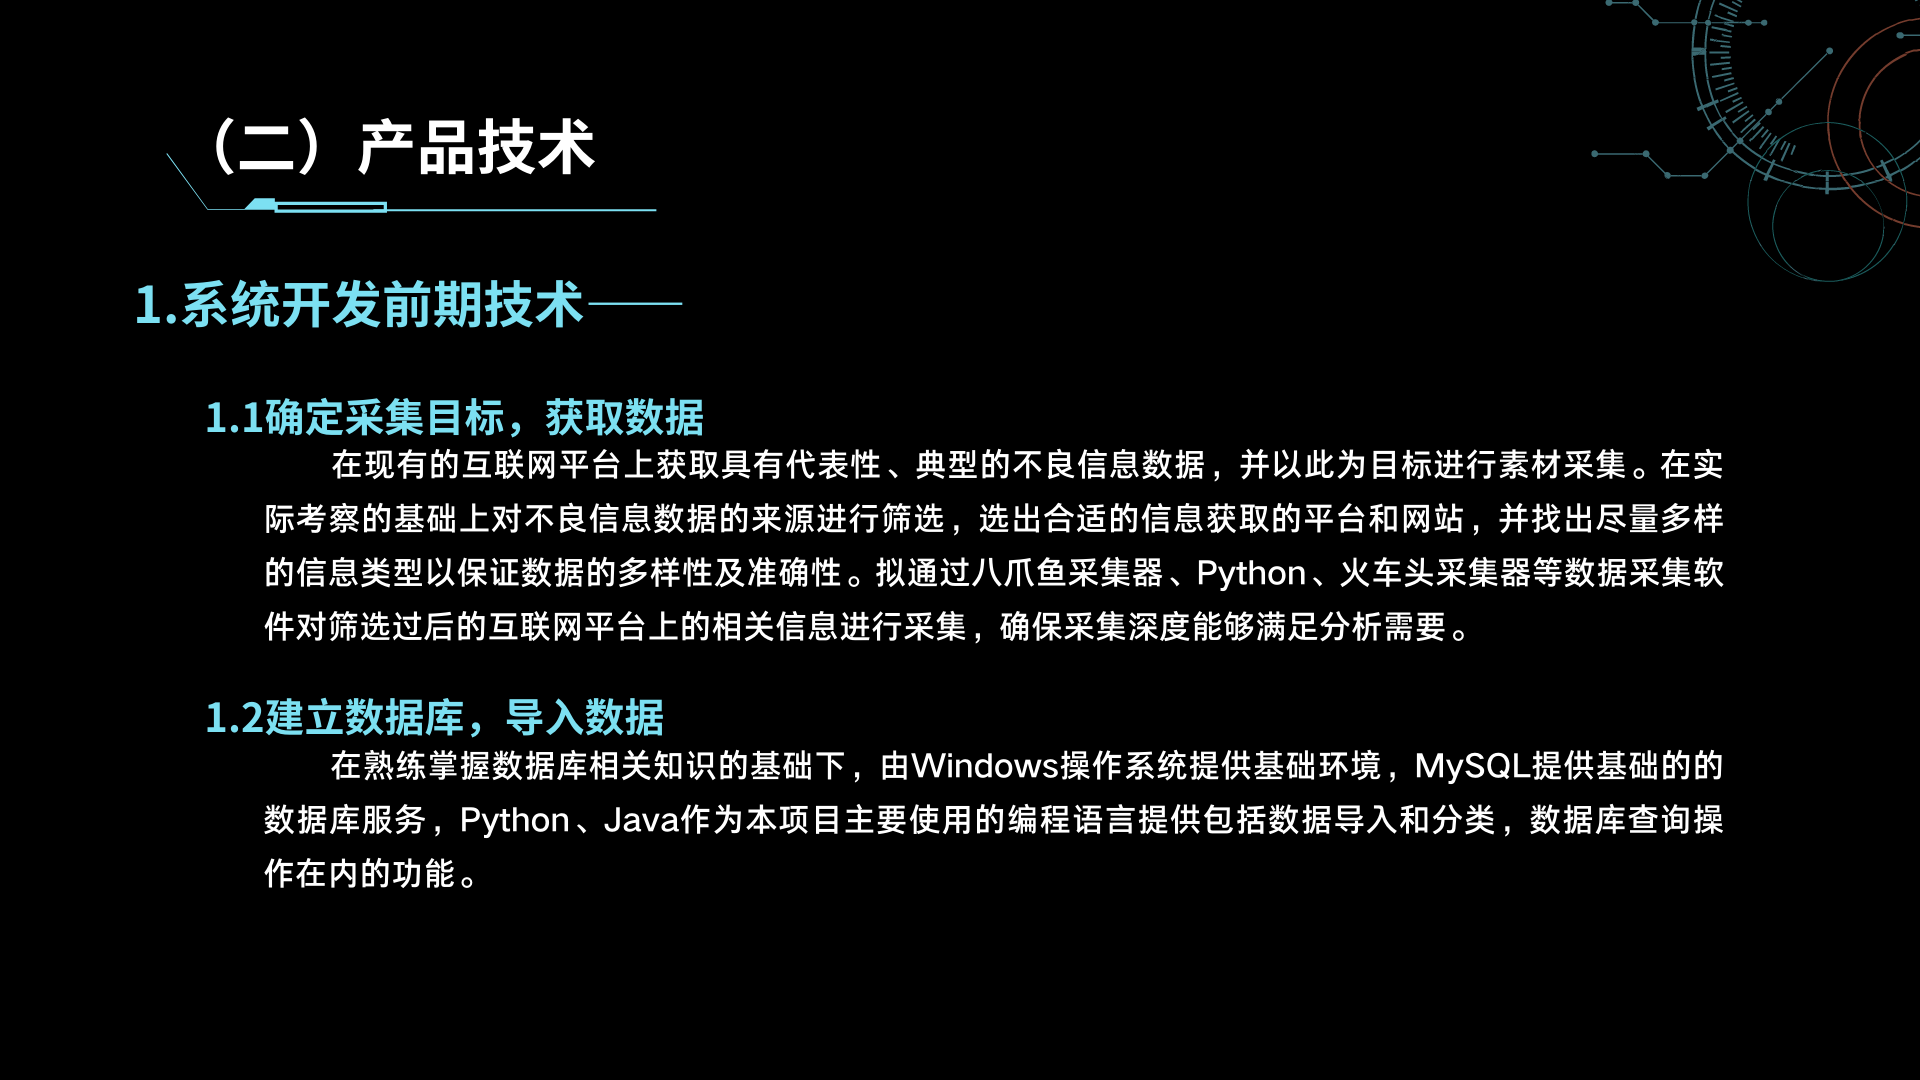 （二）产品技术
1.系统开发前期技术——
1.1确定采集目标，获取数据
在现有的互联网平台上获取具有代表性、典型的不良信息数据，并以此为目标进行素材采集。在实
际考察的基础上对不良信息数据的来源进行筛选，选出合适的信息获取的平台和网站，并找出尽量多样
的信息类型以保证数据的多样性及准确性。拟通过八爪鱼采集器、Python、火车头采集器等数据采集软
件对筛选过后的互联网平台上的相关信息进行采集，确保采集深度能够满足分析需要。
1.2建立数据库，导入数据
在熟练掌握数据库相关知识的基础下，由Windows操作系统提供基础环境，MySQL提供基础的的
数据库服务，Python、Java作为本项目主要使用的编程语言提供包括数据导入和分类，数据库查询操
作在内的功能。